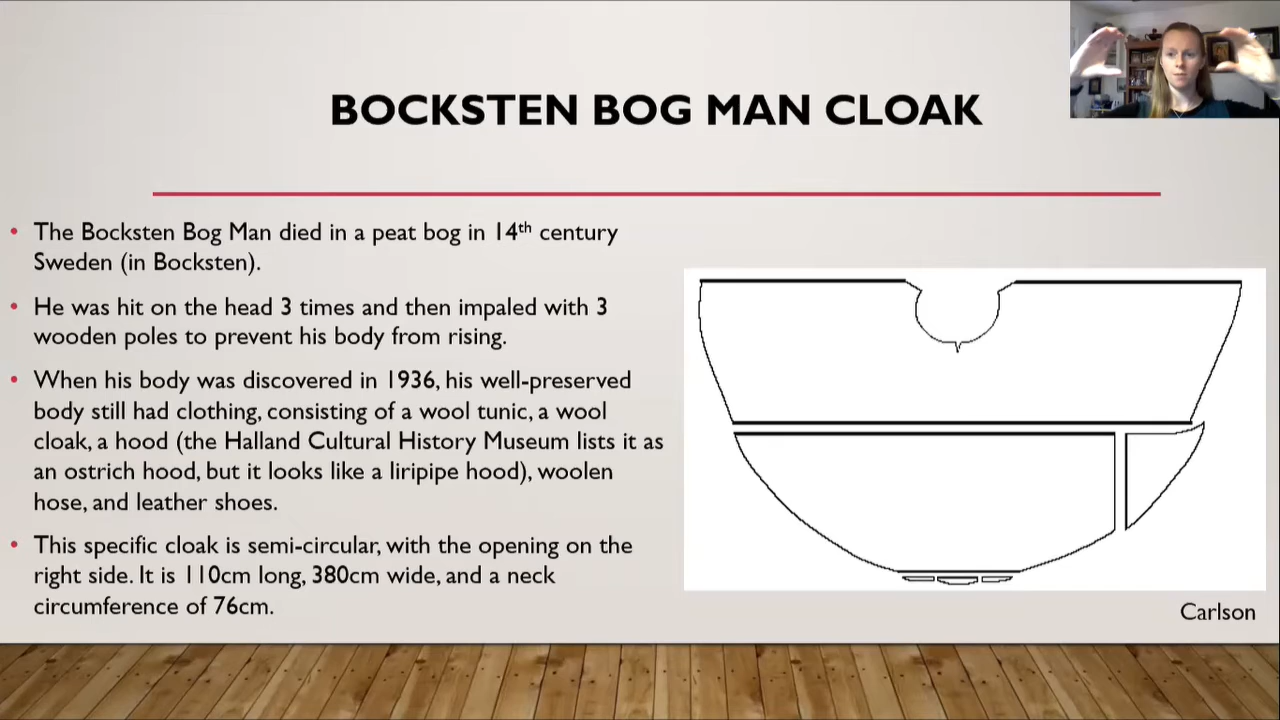 BOCKSTEN BOG MAN CLOAK
• The Bocksten Bog Man died in a peat bog in 14th century
Sweden (in Bocksten).
• He was hit on the head 3 times and then impaled with 3
wooden poles to prevent his body from rising.
• When his body was discovered in 1936, his well-preserved
body still had clothing, consisting of a wool tunic, a wool
cloak, a hood (the Halland Cultural History Museum lists it as
an ostrich hood, but it looks like a liripipe hood), woolen
hose, and leather shoes.
• This specific cloak is semi-circular, with the opening on the
right side. It is 110cm long, 380cm wide, and a neck
circumference of 76cm.
Carlson